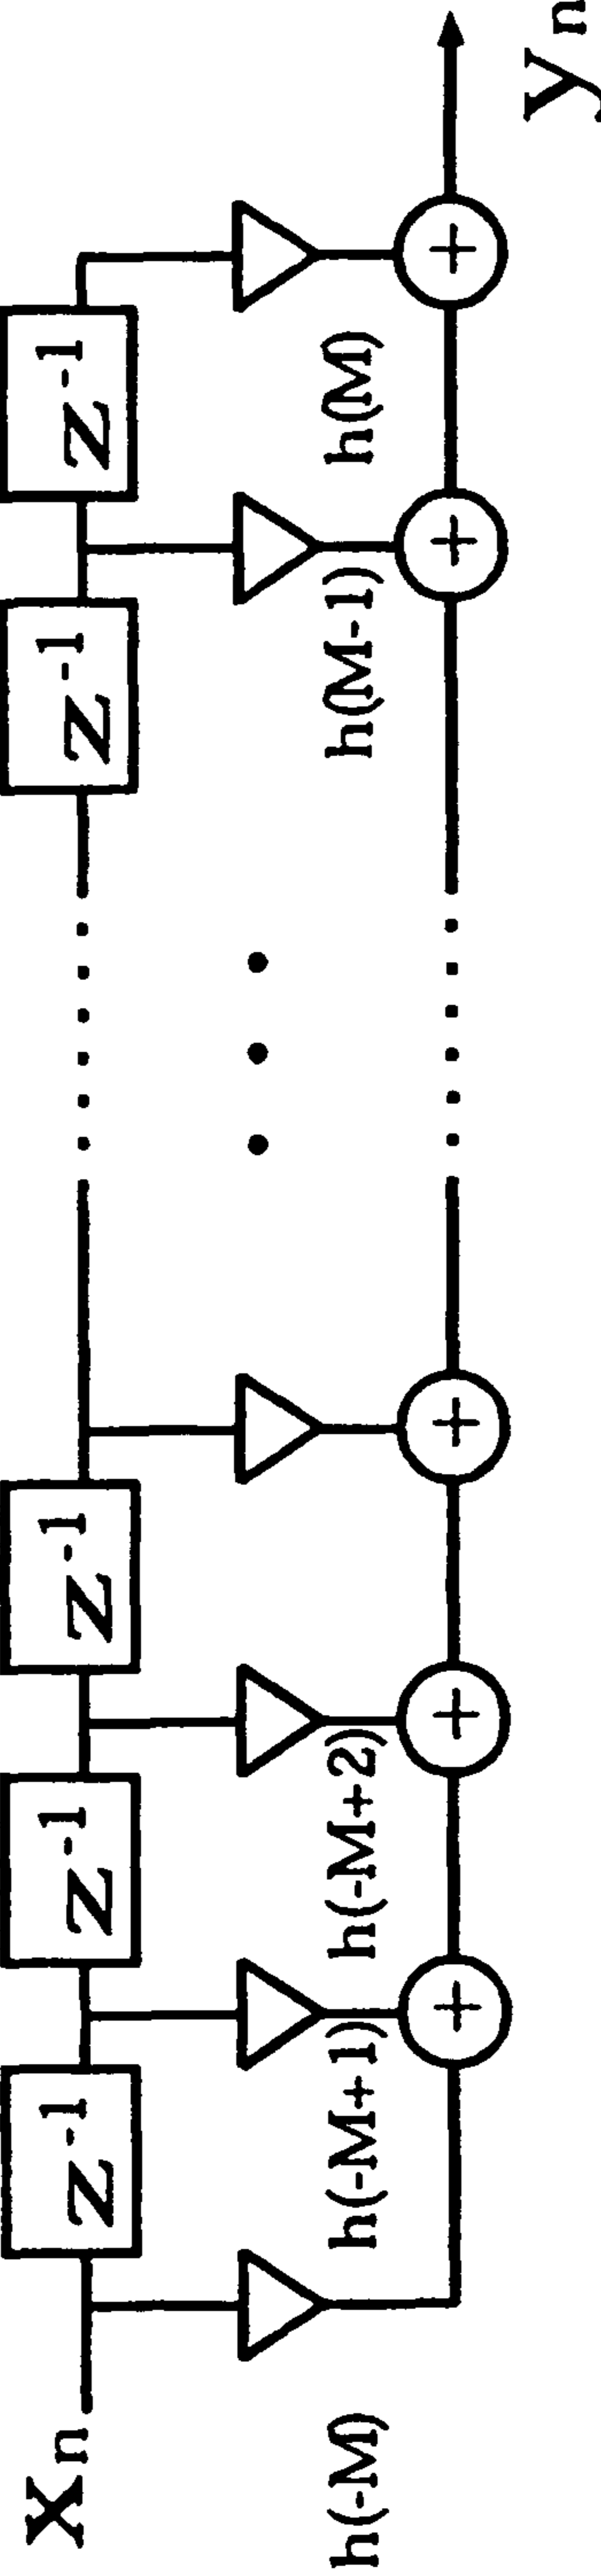 Xn
z-1
z-1
z-1
z-1
z-1
h(-M)
h(-M+1)
h(-M+2)
h(M-1)
h(M)
+
+
+
+
+
yn